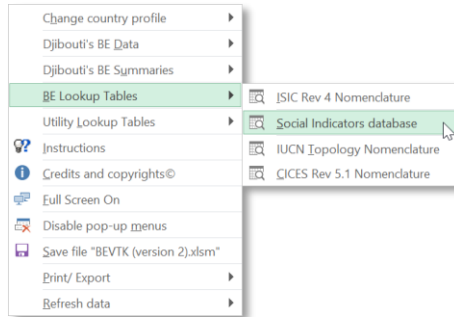 Change country profile
Djibouti's BE Data
Djibouti's BE Summaries
BE Lookup Tables
Utility Lookup Tables
Instructions
Credits and copyrights©
Full Screen On
Disable pop-up menus
Save file "BEVTK (version 2).xlsm"
Print/ Export
Refresh data
ISIC Rev 4 Nomenclature
Social Indicators database
IUCN Topology Nomenclature
CICES Rev 5.1 Nomenclature